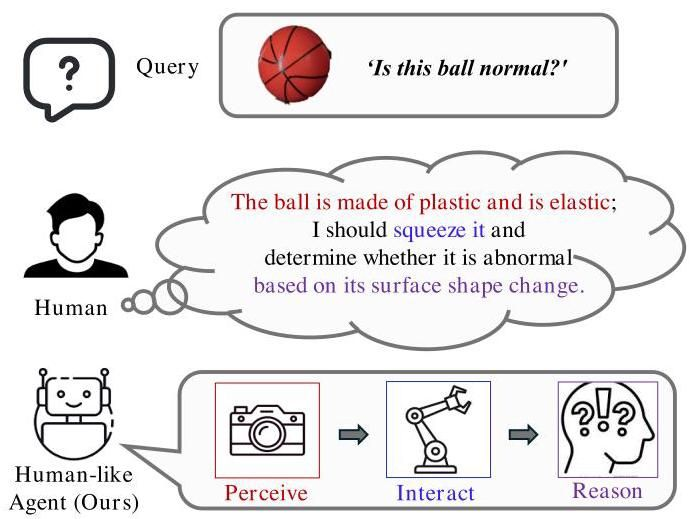 Query
‘Is this ball normal?'
The ball is made of plastic and is elastic;
I should squeeze it and
determine whether it is abnormal
based on its surface shape change.
Human
Human-like
Agent (Ours)
Perceive
Interact
Reason